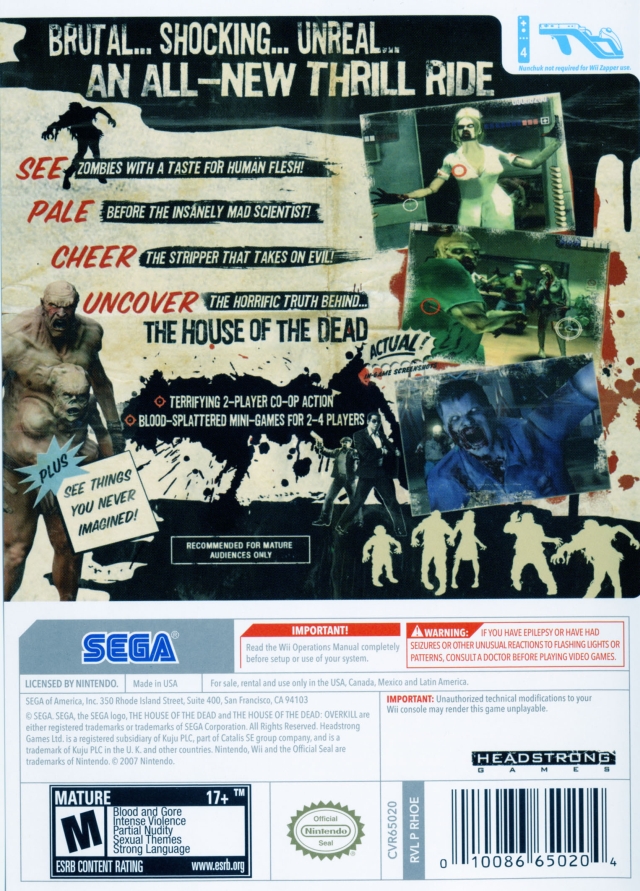 BRUTAL... SHOCKING... UNREAL...
AN ALL-NEW THRILL RIDE
4
Nunchuk not required for Wii Zapper use.
SEE ZOMBIES WITH A TASTE FOR HUMAN FLESH!
PALE BEFORE THE INSANELY MAD SCIENTIST!
CHEER THE STRIPPER THAT TAKES ON EVIL!
UNCOVER THE HORRIFIC TRUTH BEHIND...
THE HOUSE OF THE DEAD
ACTUAL!
IN-GAME SCREENSHOTS
TERRIFYING 2-PLAYER CO-OP ACTION
BLOOD-SPLATTERED MINI-GAMES FOR 2-4 PLAYERS
PLUS
SEE THINGS
YOU NEVER
IMAGINED!
RECOMMENDED FOR MATURE
AUDIENCES ONLY
SEGA®
IMPORTANT!
Read the Wii Operations Manual completely
before setup or use of your system.
WARNING: IF YOU HAVE EPILEPSY OR HAVE HAD
SEIZURES OR OTHER UNUSUAL REACTIONS TO FLASHING LIGHTS OR
PATTERNS, CONSULT A DOCTOR BEFORE PLAYING VIDEO GAMES.
LICENSED BY NINTENDO. Made in USA For sale, rental and use only in the USA, Canada, Mexico and Latin America.
SEGA of America, Inc. 350 Rhode Island Street, Suite 400, San Francisco, CA 94103
© SEGA. SEGA, the SEGA logo, THE HOUSE OF THE DEAD and THE HOUSE OF THE DEAD: OVERKILL are
either registered trademarks or trademarks of SEGA Corporation. All Rights Reserved. Headstrong
Games Ltd. is a registered subsidiary of Kuju PLC, part of Catalis SE group company, and is a
trademark of Kuju PLC in the U. K. and other countries. Nintendo, Wii and the Official Seal are
trademarks of Nintendo. © 2007 Nintendo.
IMPORTANT: Unauthorized technical modifications to your
Wii console may render this game unplayable.
HEADSTRONG
GAMES
MATURE 17+ ™
M
Blood and Gore
Intense Violence
Partial Nudity
Sexual Themes
Strong Language
ESRB CONTENT RATING www.esrb.org
Official
Nintendo
Seal
CVR65020
RVL P RHOE
0 10086 65020 4